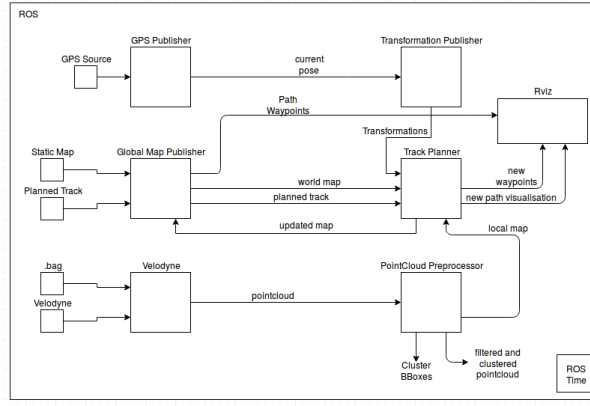 ROS
GPS Publisher
Transformation Publisher
GPS Source
current
pose
Rviz
Path
Waypoints
Transformations
Static Map
Global Map Publisher
Track Planner
new
waypoints
world map
Planned Track
planned track
new path visualisation
updated map
local map
.bag
Velodyne
PointCloud Preprocessor
pointcloud
Velodyne
Cluster
BBoxes
filtered and
clustered
pointcloud
ROS
Time